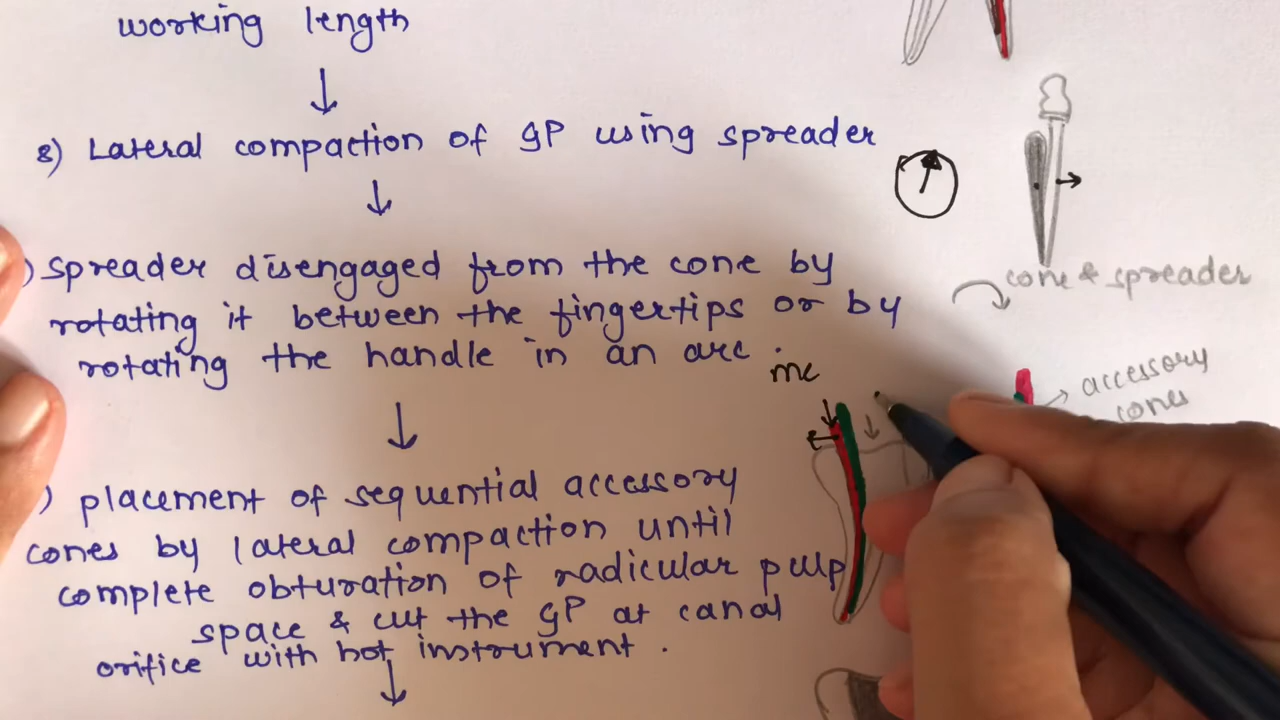 working length
8) Lateral compaction of GP using spreader
) spreader disengaged from the cone by
rotating it between the fingertips or by
rotating the handle in an arc.
) placement of sequential accessory
cones by lateral compaction until
complete obturation of radicular pulp
space & cut the GP at canal
orifice with hot instrument.
cone & spreader
mc
accessory
cones